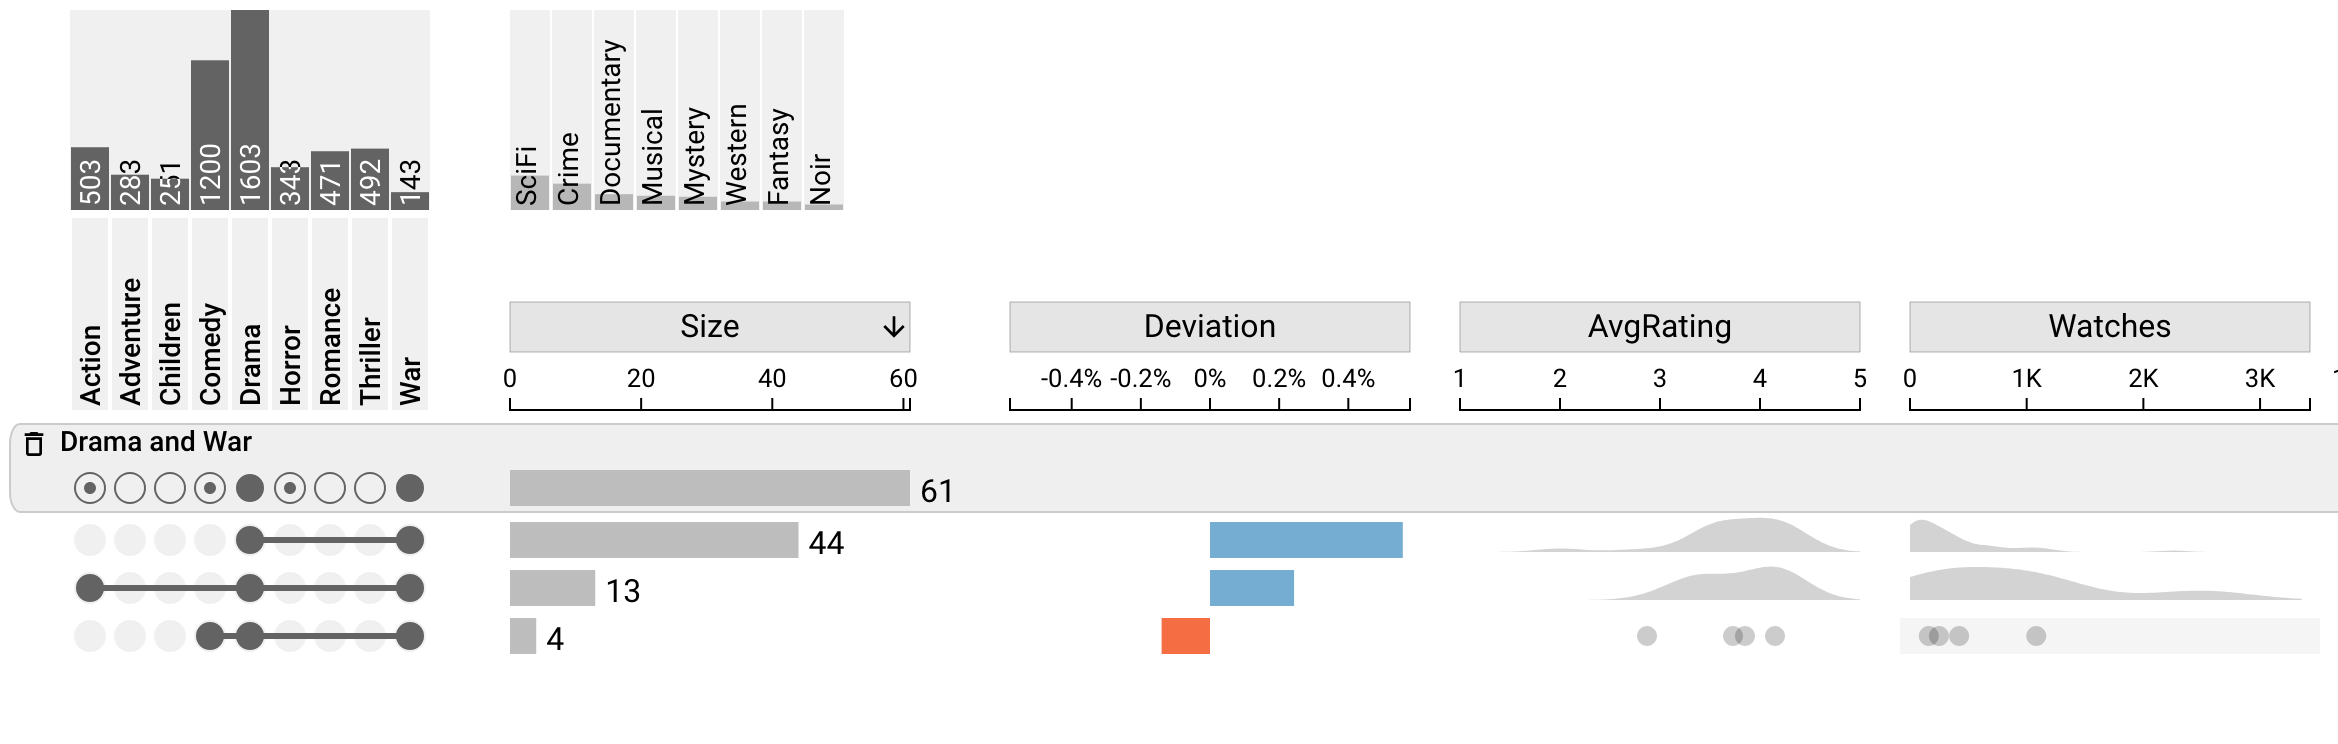 503
283
251
1200
1603
343
471
492
143
SciFi
Crime
Documentary
Musical
Mystery
Western
Fantasy
Noir
Action
Adventure
Children
Comedy
Drama
Horror
Romance
Thriller
War
Size
Deviation
AvgRating
Watches
0 20 40 60
-0.4% -0.2% 0% 0.2% 0.4%
1 2 3 4 5
0 1K 2K 3K
Drama and War
61
44
13
4